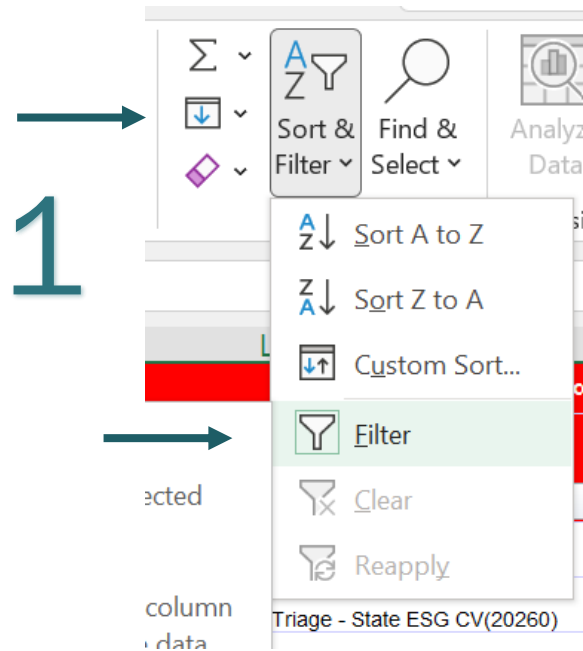 Sort & Filter
Find & Select
Analyz
Data
1
Sort A to Z
Sort Z to A
Custom Sort...
Filter
Clear
Reapply
ected
column
data
Triage - State ESG CV(20260)